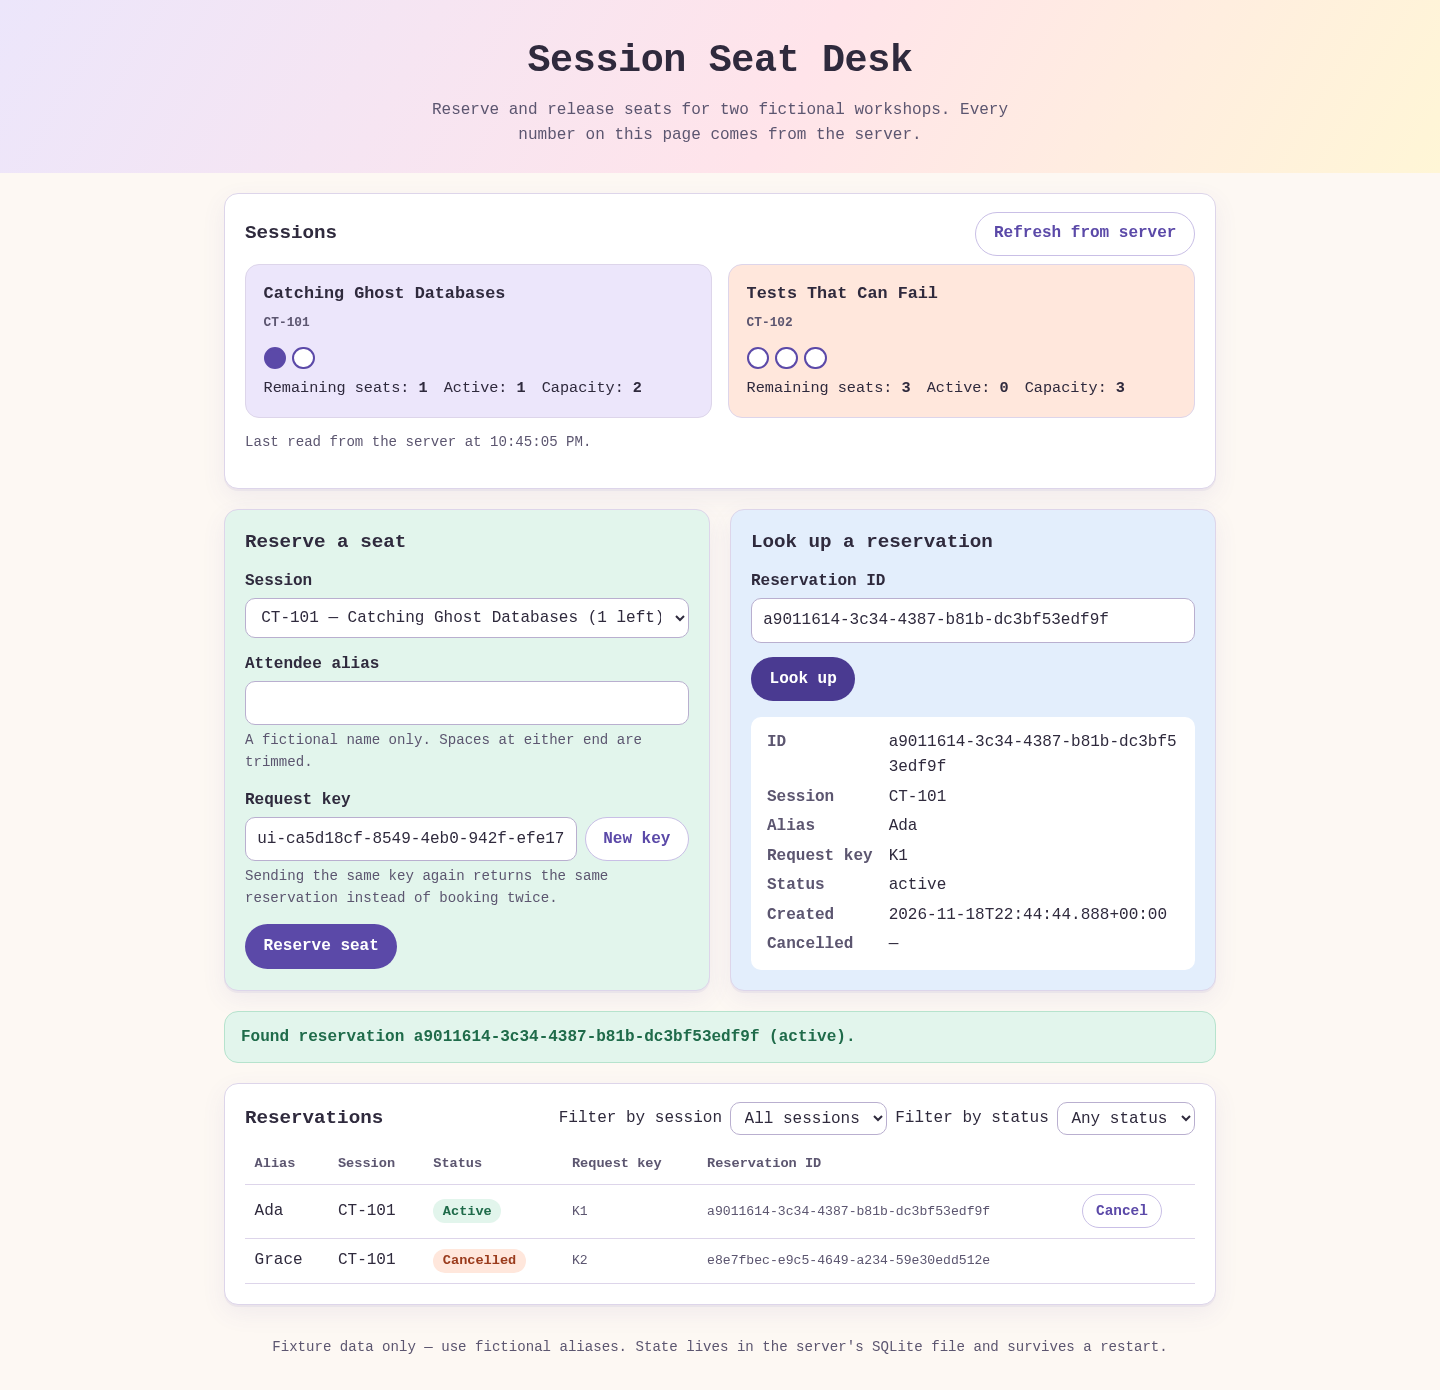 Session Seat Desk
Reserve and release seats for two fictional workshops. Every
number on this page comes from the server.
Sessions
Refresh from server
Catching Ghost Databases
CT-101
Remaining seats: 1 Active: 1 Capacity: 2
Tests That Can Fail
CT-102
Remaining seats: 3 Active: 0 Capacity: 3
Last read from the server at 10:45:05 PM.
Reserve a seat
Session
CT-101 — Catching Ghost Databases (1 left)
Attendee alias
A fictional name only. Spaces at either end are
trimmed.
Request key
ui-ca5d18cf-8549-4eb0-942f-efe17
New key
Sending the same key again returns the same
reservation instead of booking twice.
Reserve seat
Look up a reservation
Reservation ID
a9011614-3c34-4387-b81b-dc3bf53edf9f
Look up
ID a9011614-3c34-4387-b81b-dc3bf5
3edf9f
Session CT-101
Alias Ada
Request key K1
Status active
Created 2026-11-18T22:44:44.888+00:00
Cancelled —
Found reservation a9011614-3c34-4387-b81b-dc3bf53edf9f (active).
Reservations
Filter by session All sessions Filter by status Any status
Alias Session Status Request key Reservation ID
Ada CT-101 Active K1 a9011614-3c34-4387-b81b-dc3bf53edf9f Cancel
Grace CT-101 Cancelled K2 e8e7fbec-e9c5-4649-a234-59e30edd512e
Fixture data only — use fictional aliases. State lives in the server's SQLite file and survives a restart.